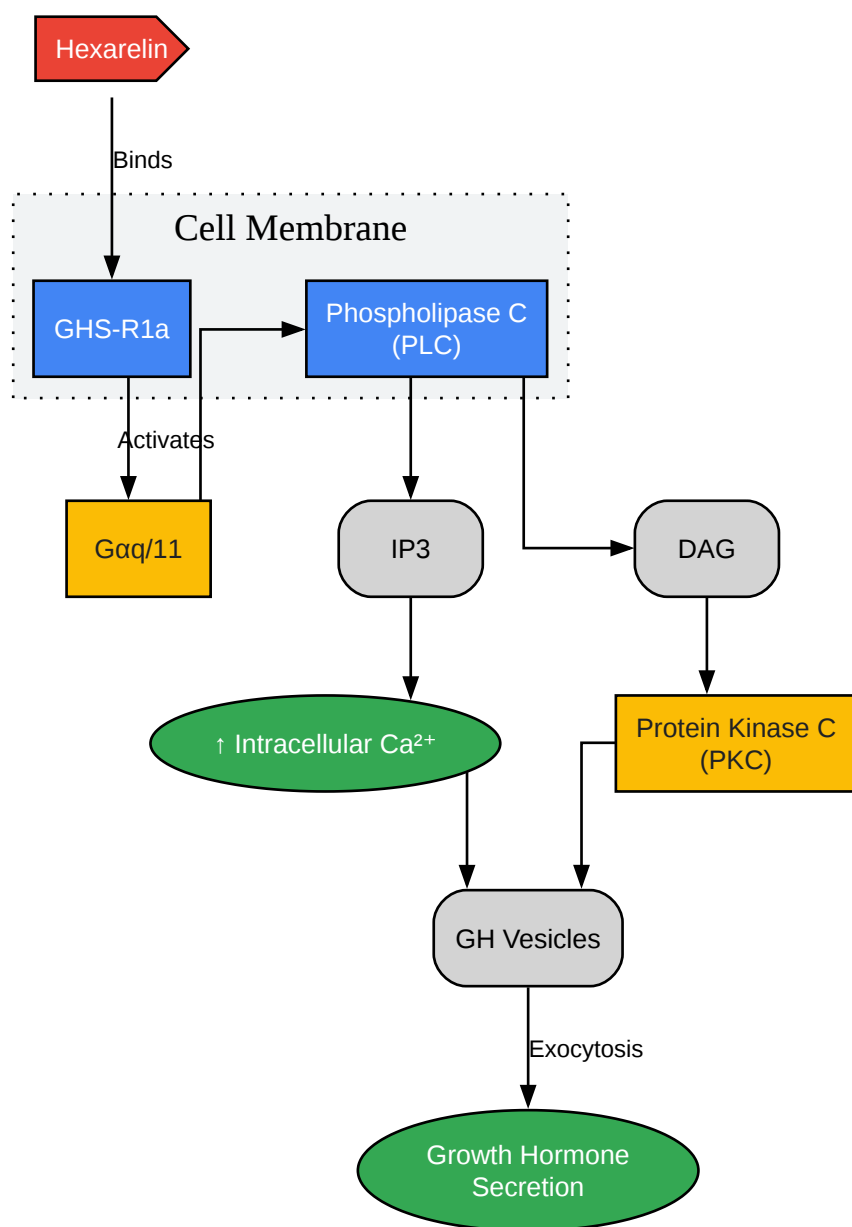 Hexarelin
Binds
Cell Membrane
GHS-R1a
Phospholipase C
(PLC)
Activates
Gαq/11
IP3
DAG
↑ Intracellular Ca²⁺
Protein Kinase C
(PKC)
GH Vesicles
Exocytosis
Growth Hormone
Secretion